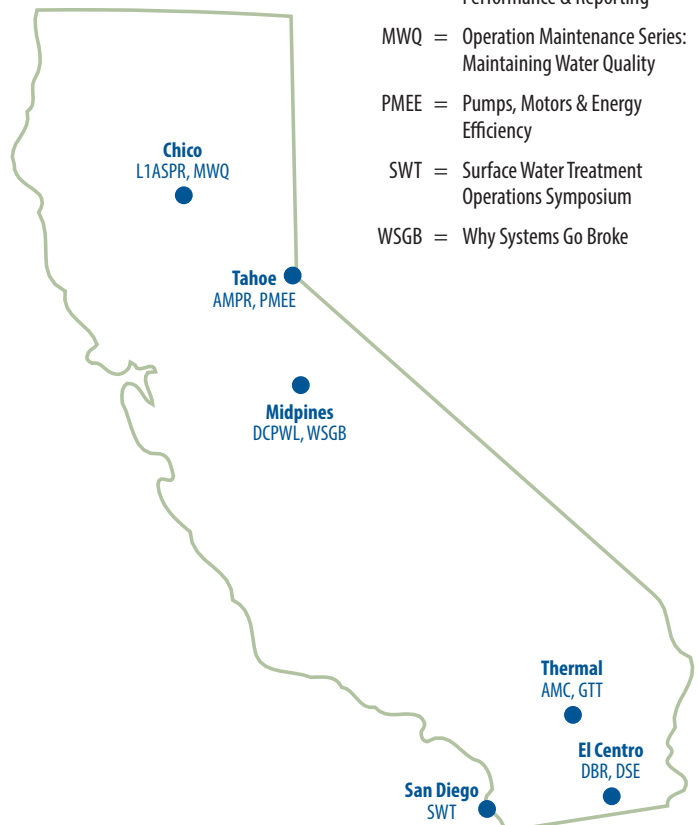 Performance & Reporting
MWQ = Operation Maintenance Series:
Maintaining Water Quality
PMEE = Pumps, Motors & Energy
Efficiency
SWT = Surface Water Treatment
Operations Symposium
WSGB = Why Systems Go Broke
Chico
L1ASPR, MWQ
Tahoe
AMPR, PMEE
Midpines
DCPWL, WSGB
Thermal
AMC, GTT
El Centro
DBR, DSE
San Diego
SWT